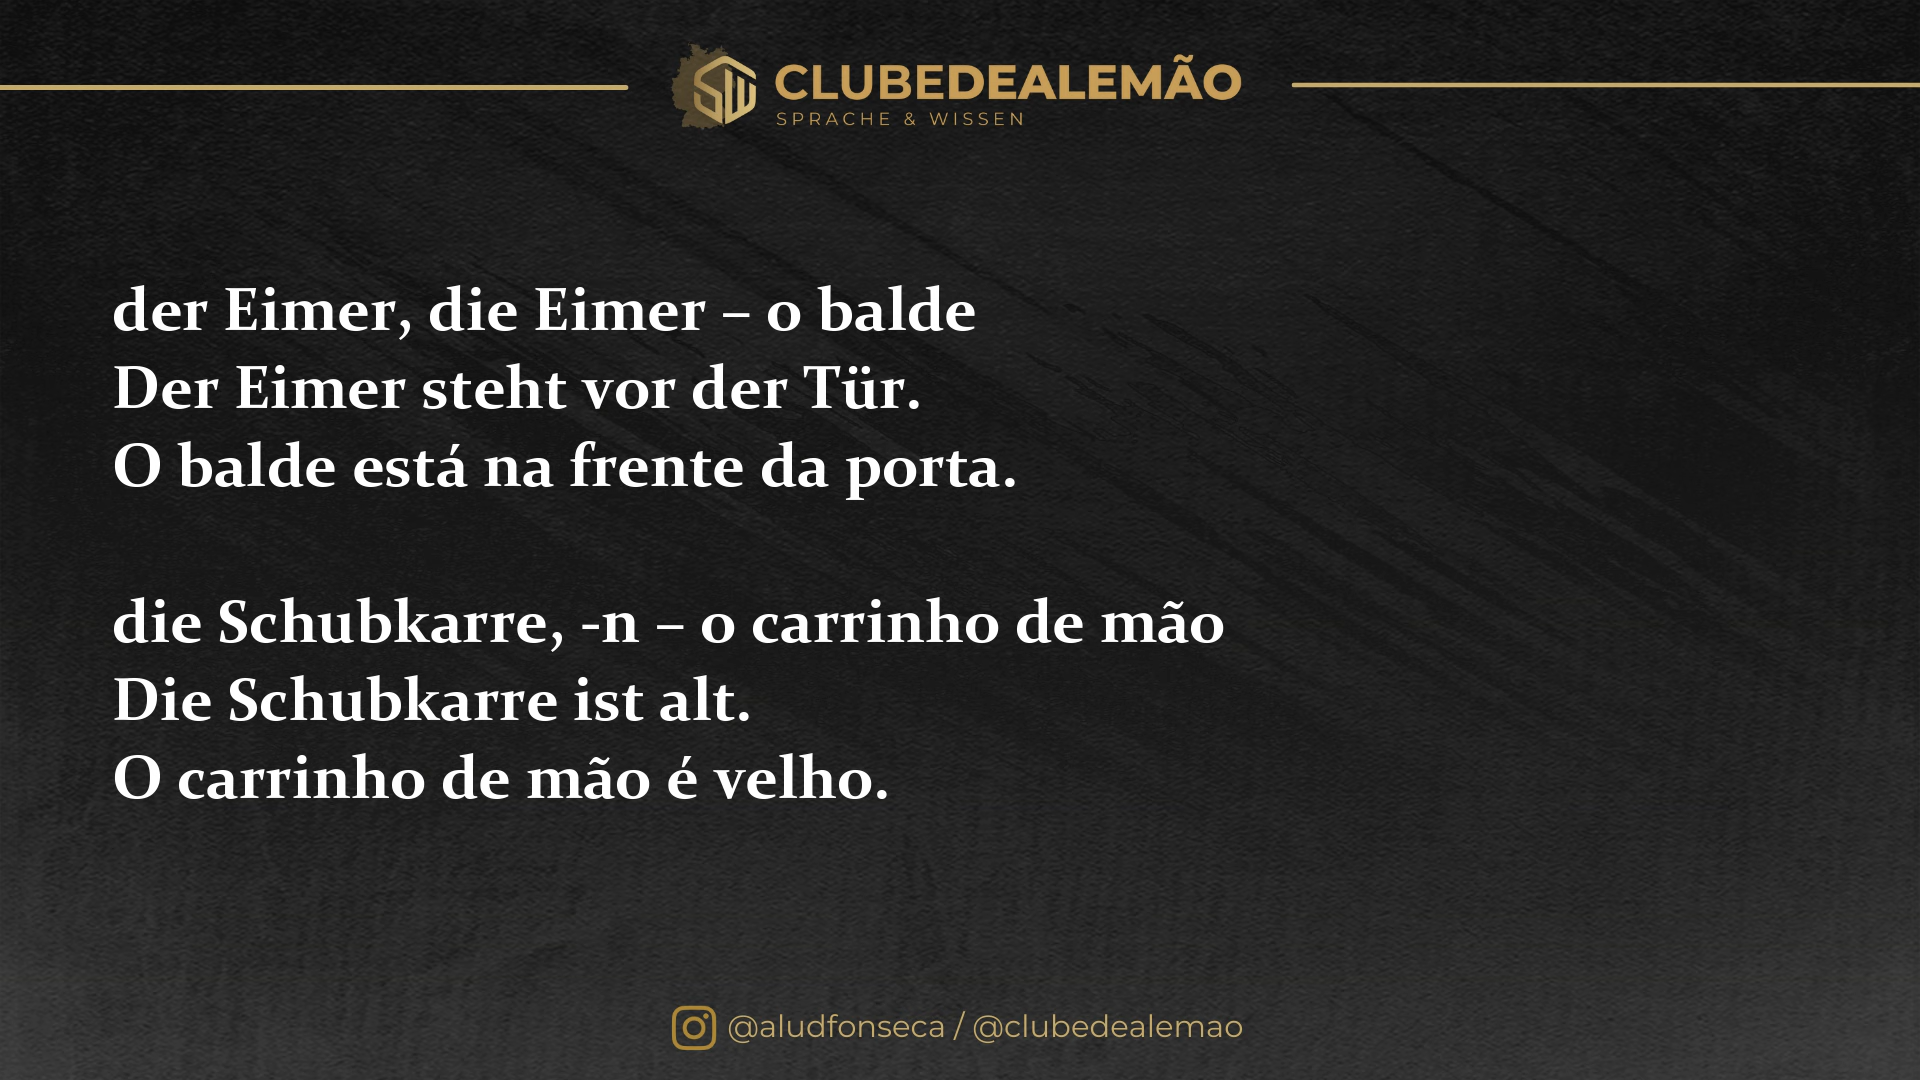 CLUBEDEALEMÃO
SPRACHE & WISSEN
der Eimer, die Eimer – o balde
Der Eimer steht vor der Tür.
O balde está na frente da porta.
die Schubkarre, -n – o carrinho de mão
Die Schubkarre ist alt.
O carrinho de mão é velho.
@aludfonseca / @clubedealemao